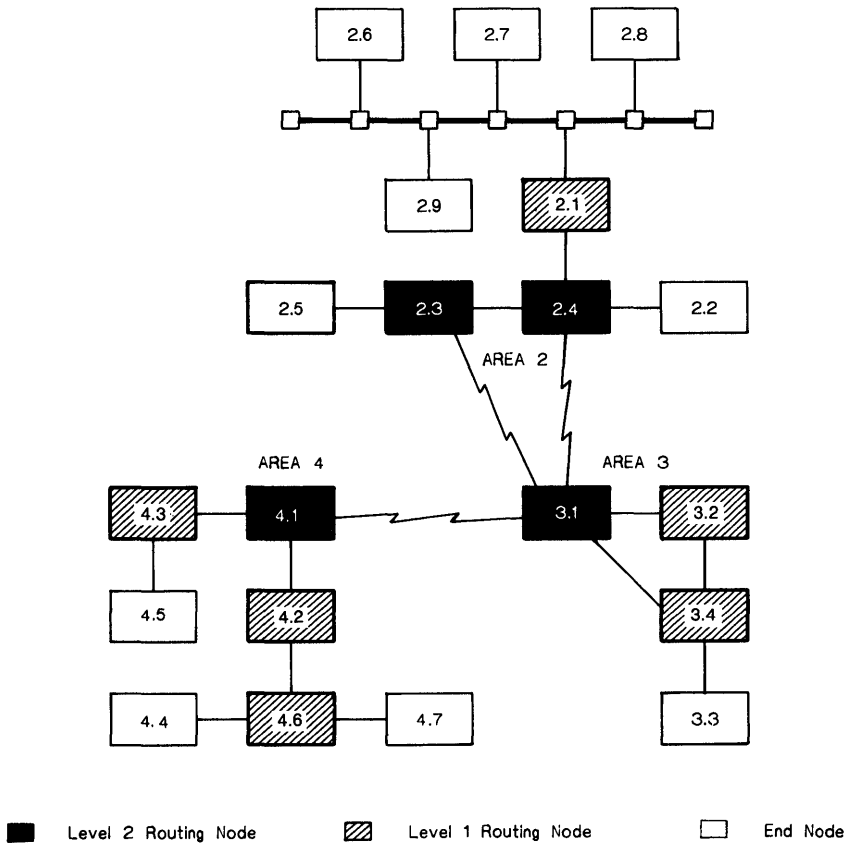 2.6 2.7 2.8
2.9 2.1
2.5 2.3 2.4 2.2
AREA 2
AREA 4 AREA 3
4.3 4.1 3.1 3.2
4.5 4.2 3.4
4.4 4.6 4.7 3.3
Level 2 Routing Node Level 1 Routing Node End Node